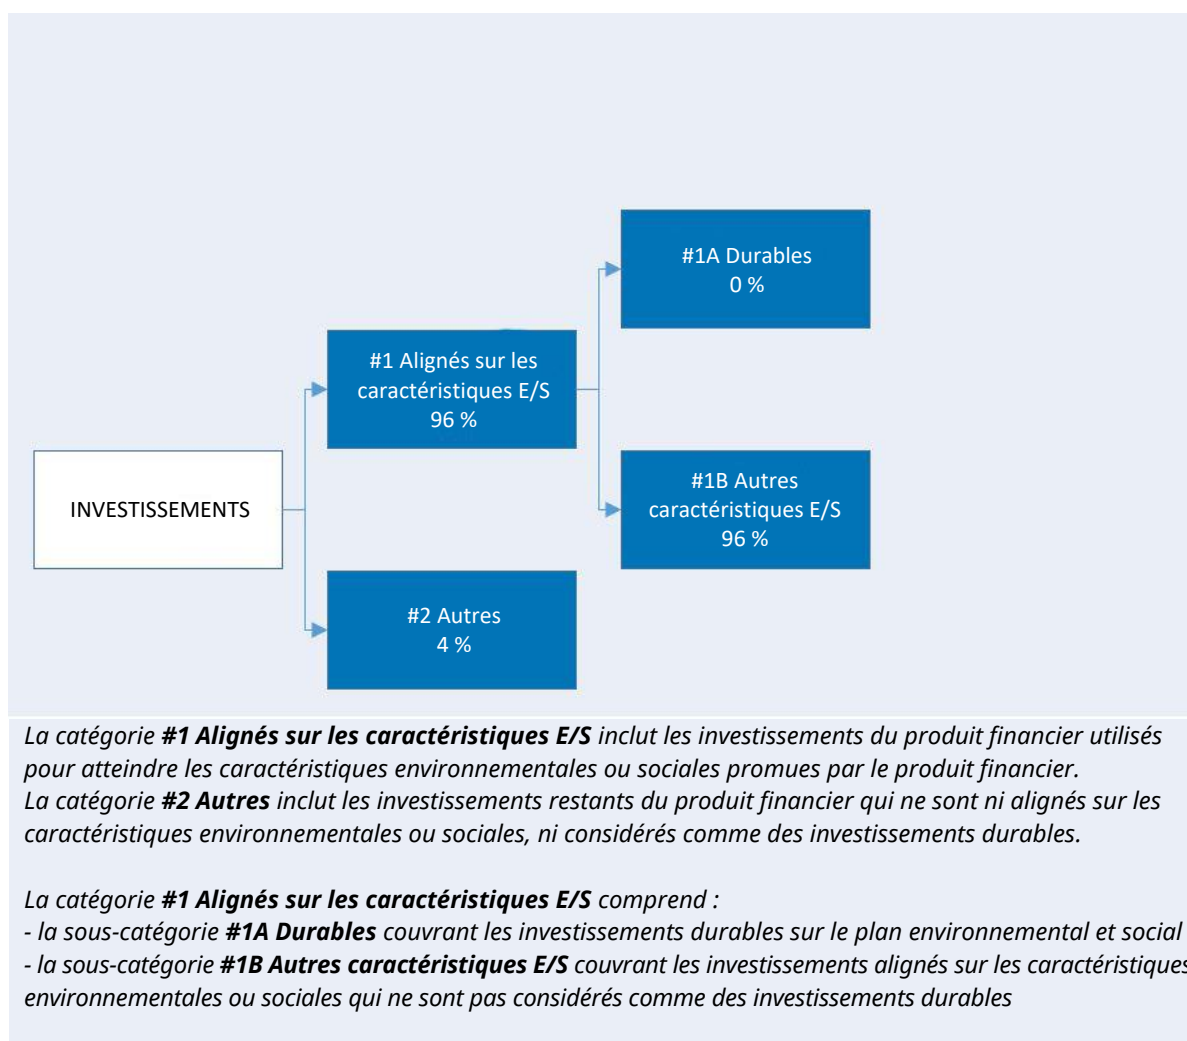 #1A Durables
0 %
#1 Alignés sur les
caractéristiques E/S
96 %
#1B Autres
caractéristiques E/S
96 %
INVESTISSEMENTS
#2 Autres
4 %
La catégorie #1 Alignés sur les caractéristiques E/S inclut les investissements du produit financier utilisés
pour atteindre les caractéristiques environnementales ou sociales promues par le produit financier.
La catégorie #2 Autres inclut les investissements restants du produit financier qui ne sont ni alignés sur les
caractéristiques environnementales ou sociales, ni considérés comme des investissements durables.
La catégorie #1 Alignés sur les caractéristiques E/S comprend :
- la sous-catégorie #1A Durables couvrant les investissements durables sur le plan environnemental et social
- la sous-catégorie #1B Autres caractéristiques E/S couvrant les investissements alignés sur les caractéristiques
environnementales ou sociales qui ne sont pas considérés comme des investissements durables